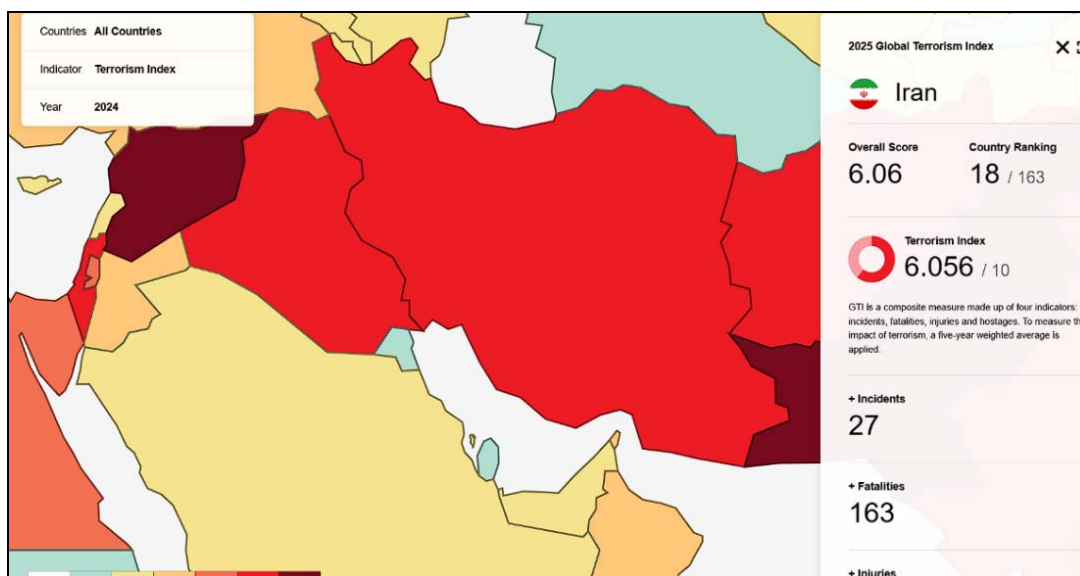 Countries All Countries
Indicator Terrorism Index
Year 2024
2025 Global Terrorism Index
Iran
Overall Score Country Ranking
6.06 18 / 163
Terrorism Index
6.056 / 10
GTI is a composite measure made up of four indicators:
incidents, fatalities, injuries and hostages. To measure th
impact of terrorism, a five-year weighted average is
applied.
+ Incidents
27
+ Fatalities
163
+ Injuries